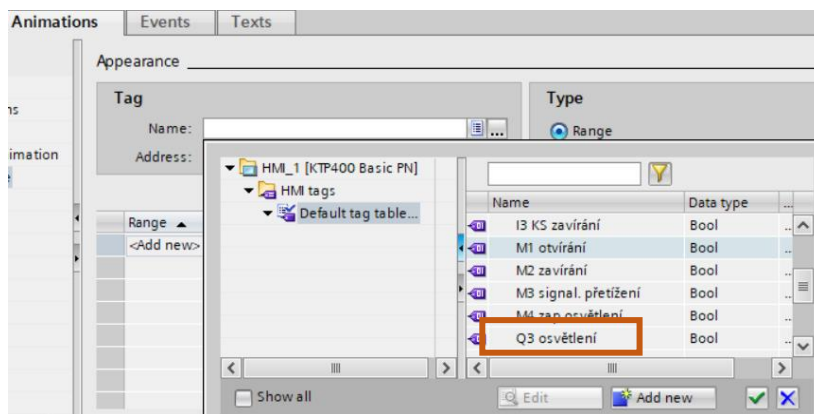 Animations Events Texts
Appearance
Tag
Type
ns
Name:
...
Range
imation
Address:
HMI_1 [KTP400 Basic PN]
HMI tags
Default tag table...
Name Data type ...
Range
<Add new>
I3 KS zavírání Bool ..
M1 otvírání Bool ..
M2 zavírání Bool ..
M3 signal. přetížení Bool ..
M4 zap osvětlení Bool ..
Q3 osvětlení Bool ..
Show all
Edit
Add new